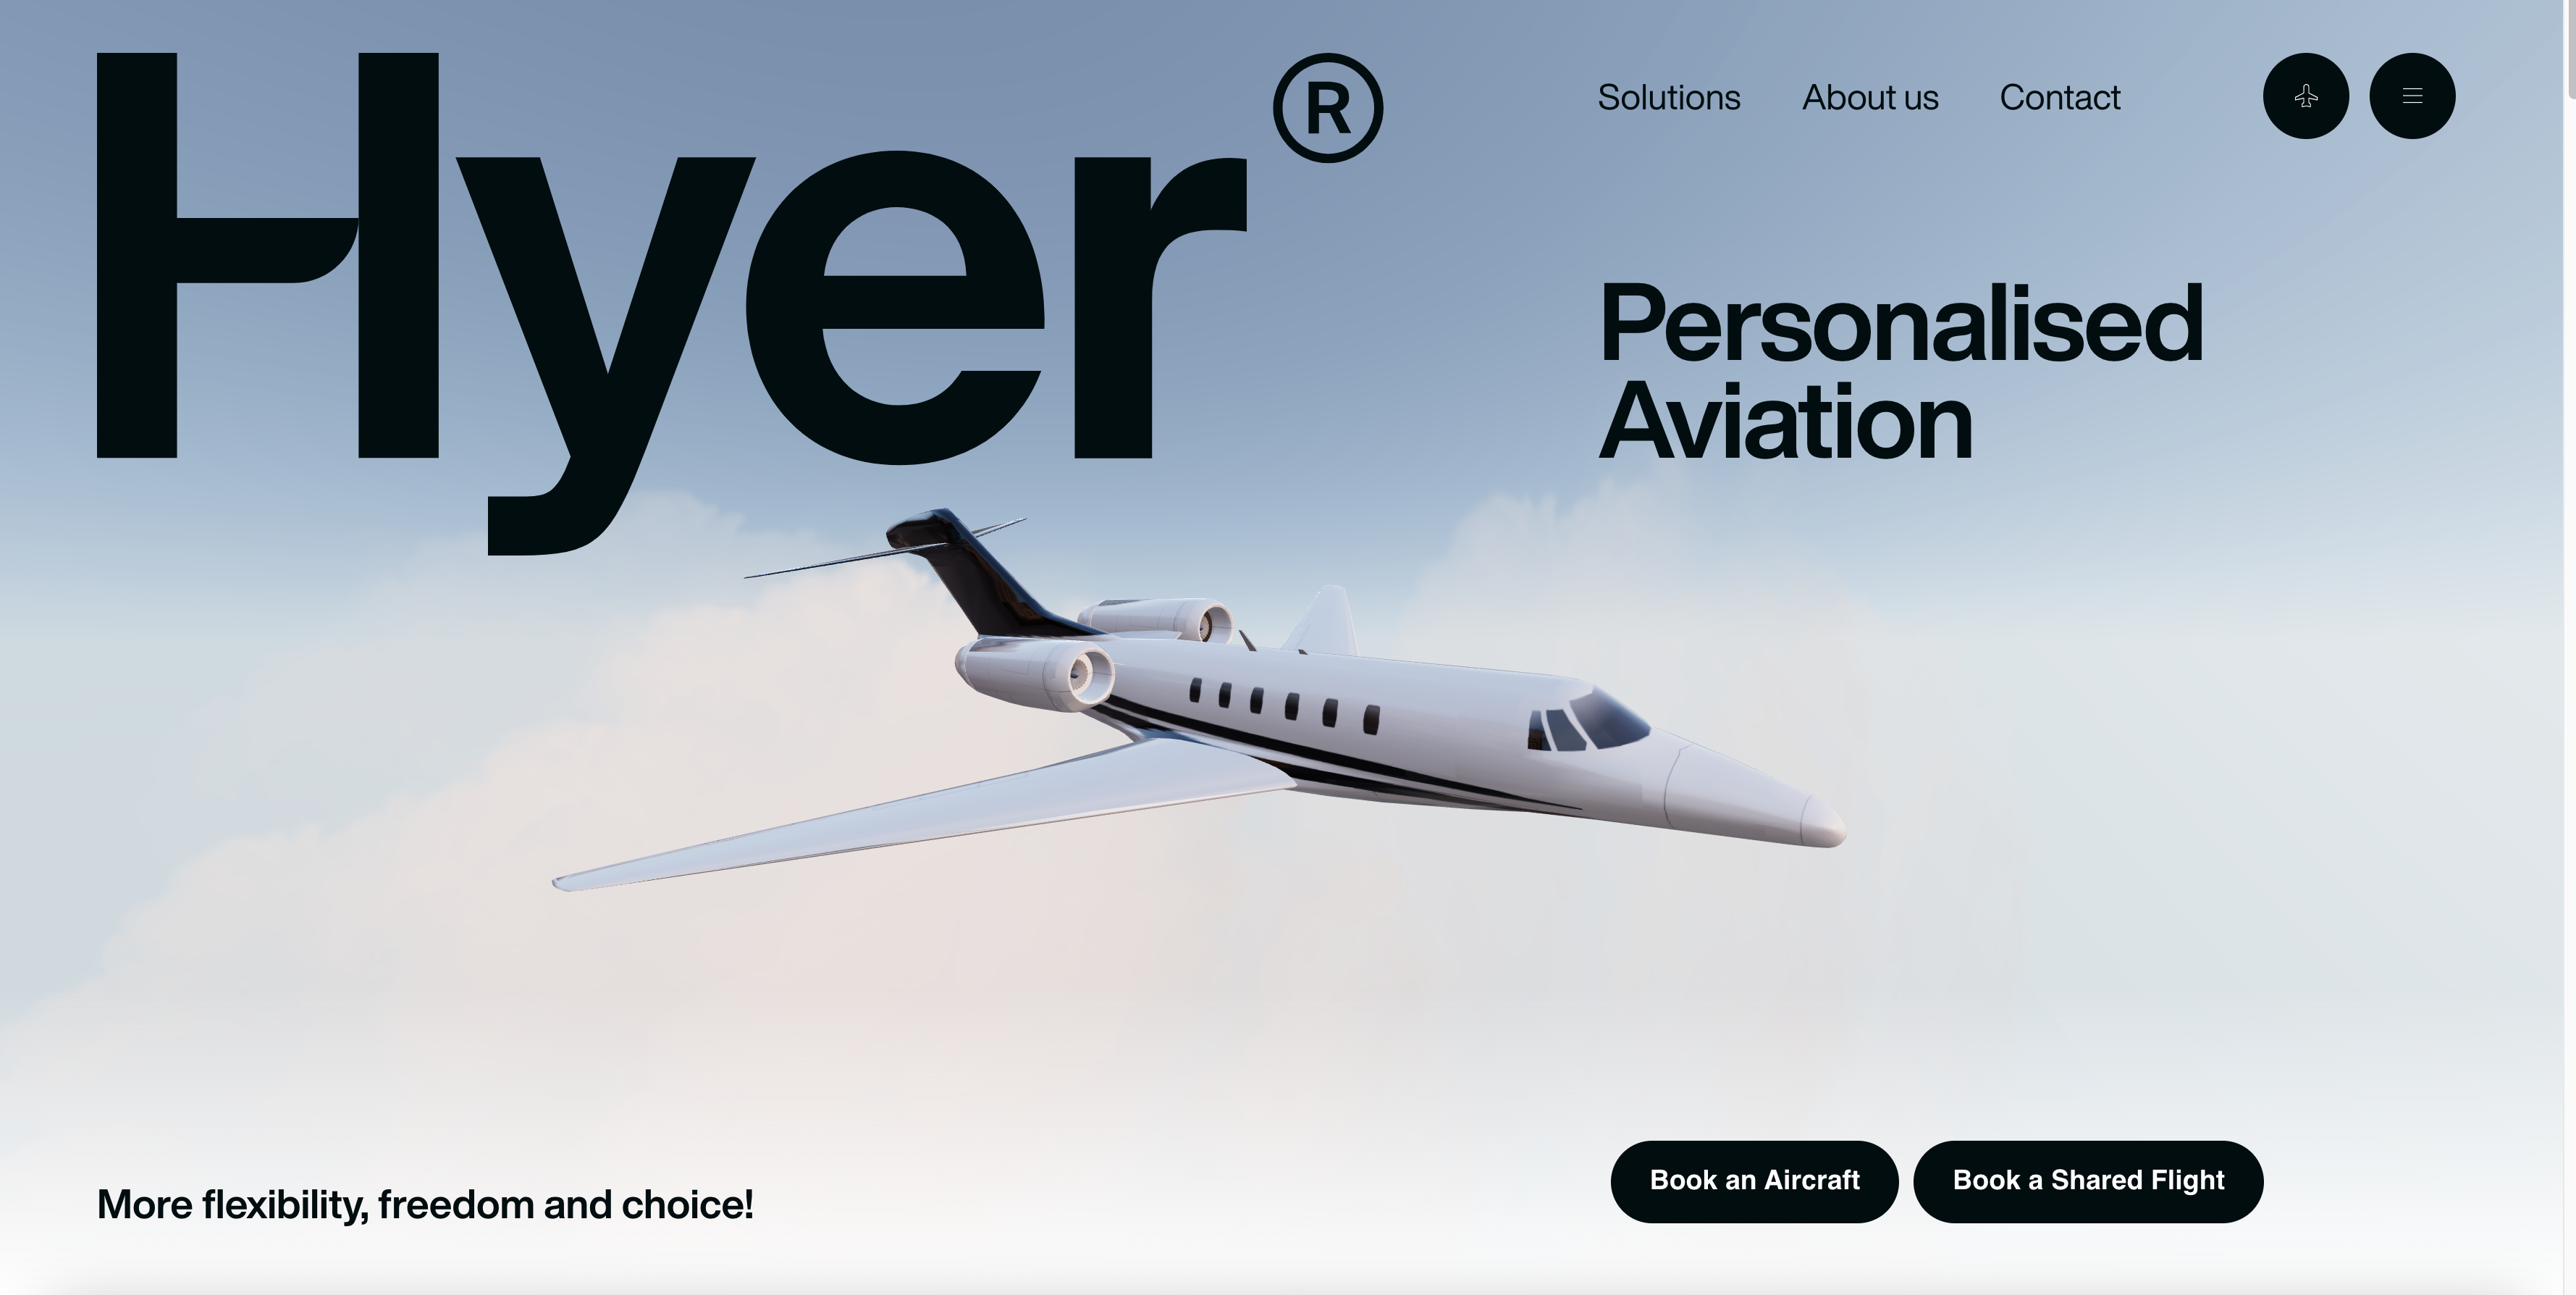 Hyer®
Solutions
About us
Contact
Personalised
Aviation
More flexibility, freedom and choice!
Book an Aircraft
Book a Shared Flight